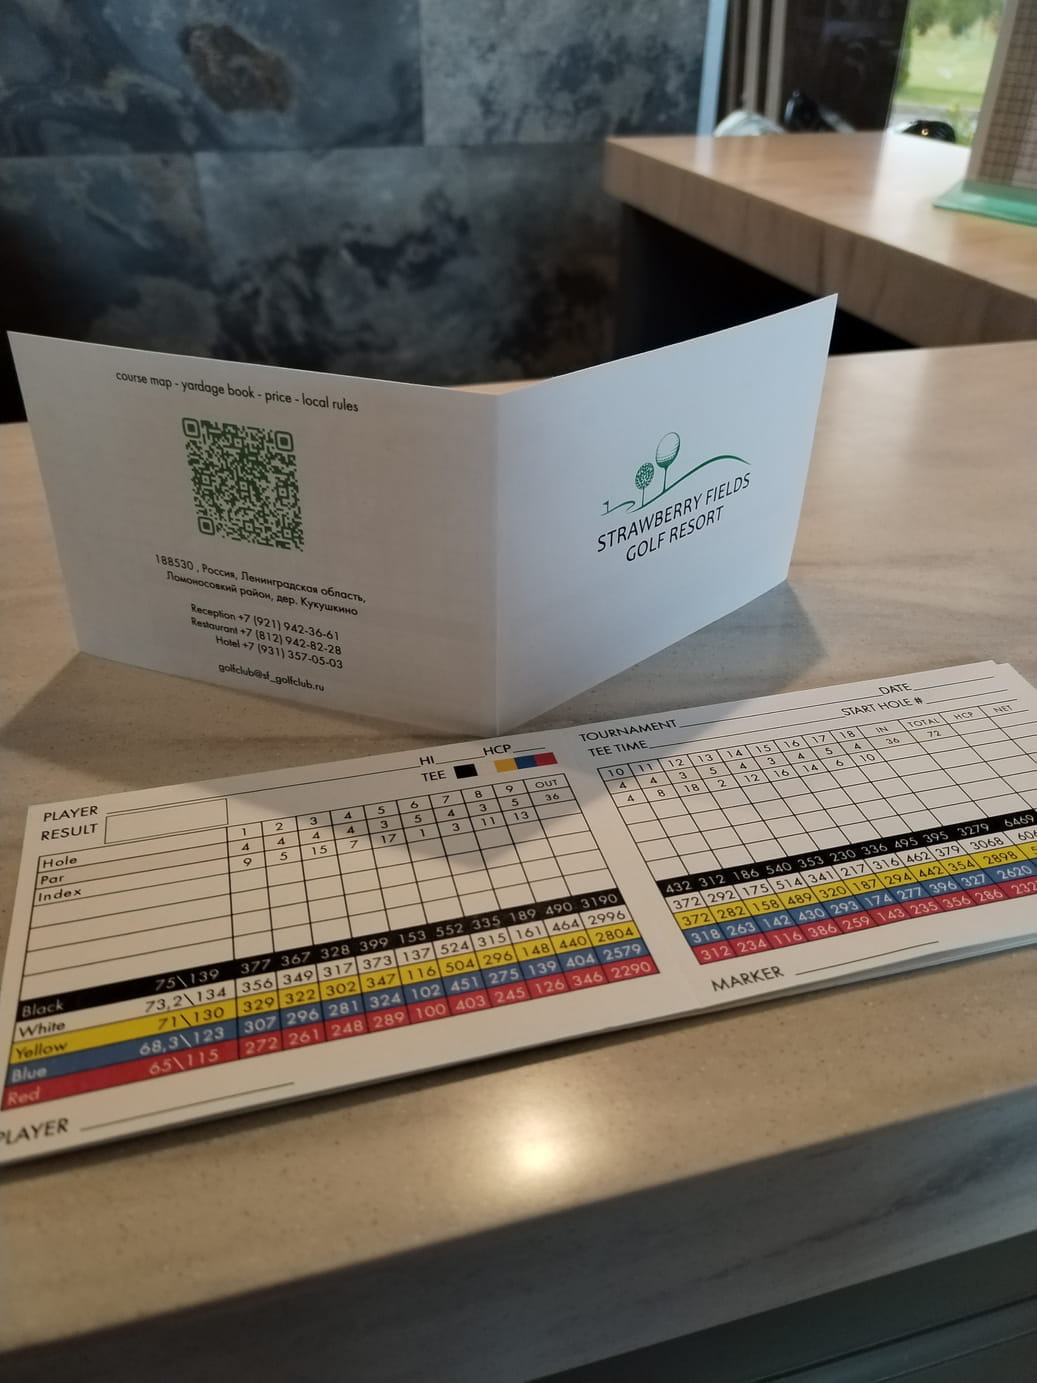 course map - yardage book - price - local rules
188530 , Россия, Ленинградская область,
Ломоносовкий район, дер. Кукушкино
Reception +7 (921) 942-36-61
Restaurant +7 (812) 942-82-28
Hotel +7 (931) 357-05-03
golfclub@sf_golfclub.ru
STRAWBERRY FIELDS
GOLF RESORT
PLAYER HI HCP
RESULT TEE
Hole 1 2 3 4 5 6 7 8 9 OUT
Par 4 4 4 4 3 5 4 3 5 36
Index 9 5 15 7 17 1 3 11 13
Black 75\139 377 367 328 399 153 552 335 189 490 3190
White 73,2\134 356 349 317 373 137 524 315 161 464 2996
Yellow 71\130 329 322 302 347 116 504 296 148 440 2804
Blue 68,3\123 307 296 281 324 102 451 275 139 404 2579
Red 65\115 272 261 248 289 100 403 245 126 346 2290
PLAYER
TOURNAMENT DATE
TEE TIME START HOLE #
10 11 12 13 14 15 16 17 18 IN TOTAL HCP NET
4 4 3 5 4 3 4 5 4 36 72
4 8 18 2 12 16 14 6 10
432 312 186 540 353 230 336 495 395 3279 6469
372 292 175 514 341 217 316 462 379 3068
372 282 158 489 320 187 294 442 354 2898
318 263 142 430 293 174 277 396 327 2620
312 234 116 386 259 143 235 356 286
MARKER